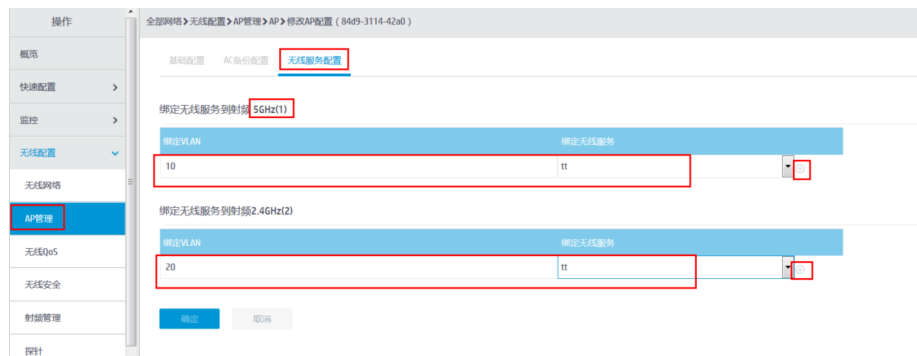 操作
全部网络>无线配置>AP管理>AP>修改AP配置 ( 84d9-3114-42a0 )
概览
快速配置
监控
无线配置
无线网络
AP管理
无线QoS
无线安全
射频管理
探针
基础配置 AC备份配置 无线服务配置
绑定无线服务到射频 5GHz(1)
绑定VLAN 绑定无线服务
10 tt
绑定无线服务到射频2.4GHz(2)
绑定VLAN 绑定无线服务
20 tt
确定 取消